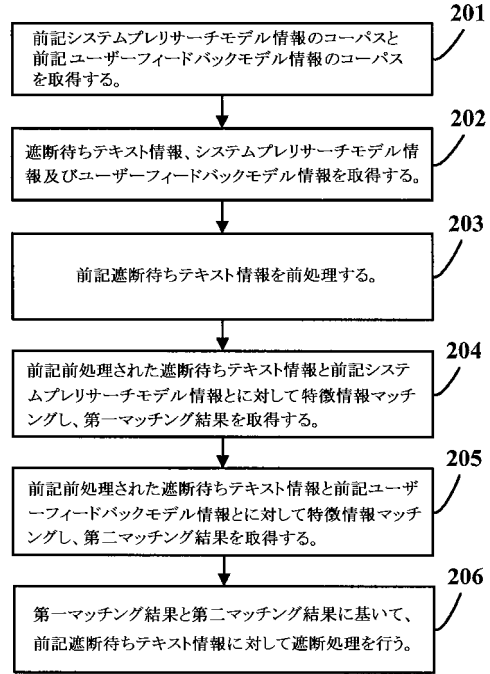 201
前記システムプレリサーチモデル情報のコーパスと
前記ユーザーフィードバックモデル情報のコーパス
を取得する。
202
遮断待ちテキスト情報、システムプレリサーチモデル情
報及びユーザーフィードバックモデル情報を取得する。
203
前記遮断待ちテキスト情報を前処理する。
204
前記前処理された遮断待ちテキスト情報と前記システ
ムプレリサーチモデル情報とに対して特徴情報マッチ
ングし、第一マッチング結果を取得する。
205
前記前処理された遮断待ちテキスト情報と前記ユーザ
ーフィードバックモデル情報とに対して特徴情報マッチ
ングし、第二マッチング結果を取得する。
206
第一マッチング結果と第二マッチング結果に基いて、
前記遮断待ちテキスト情報に対して遮断処理を行う。